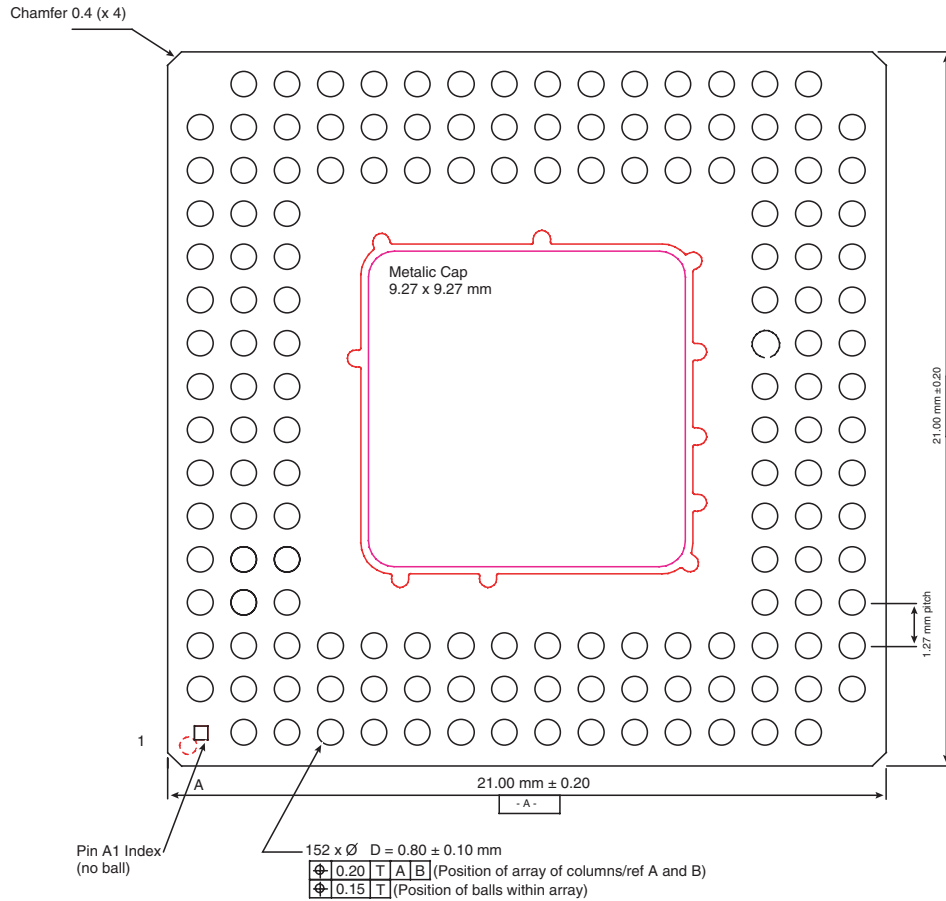 Chamfer 0.4 (x 4)
Metalic Cap
9.27 x 9.27 mm
21.00 mm ±0.20
1.27 mm pitch
1
A
21.00 mm ± 0.20
- A -
Pin A1 Index
(no ball)
152 x Ø D = 0.80 ± 0.10 mm
⌖ 0.20 T A B (Position of array of columns/ref A and B)
⌖ 0.15 T (Position of balls within array)